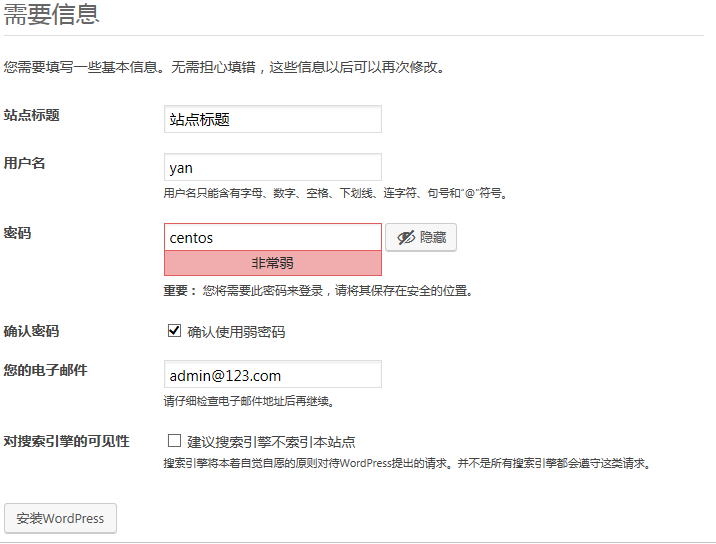 需要信息
您需要填写一些基本信息。无需担心填错，这些信息以后可以再次修改。
站点标题
站点标题
用户名
yan
用户名只能含有字母、数字、空格、下划线、连字符、句号和“@”符号。
密码
centos
隐藏
非常弱
重要： 您将需要此密码来登录，请将其保存在安全的位置。
确认密码
确认使用弱密码
您的电子邮件
admin@123.com
请仔细检查电子邮件地址后再继续。
对搜索引擎的可见性
建议搜索引擎不索引本站点
搜索引擎将本着自觉自愿的原则对待WordPress提出的请求。并不是所有搜索引擎都会遵守这类请求。
安装WordPress